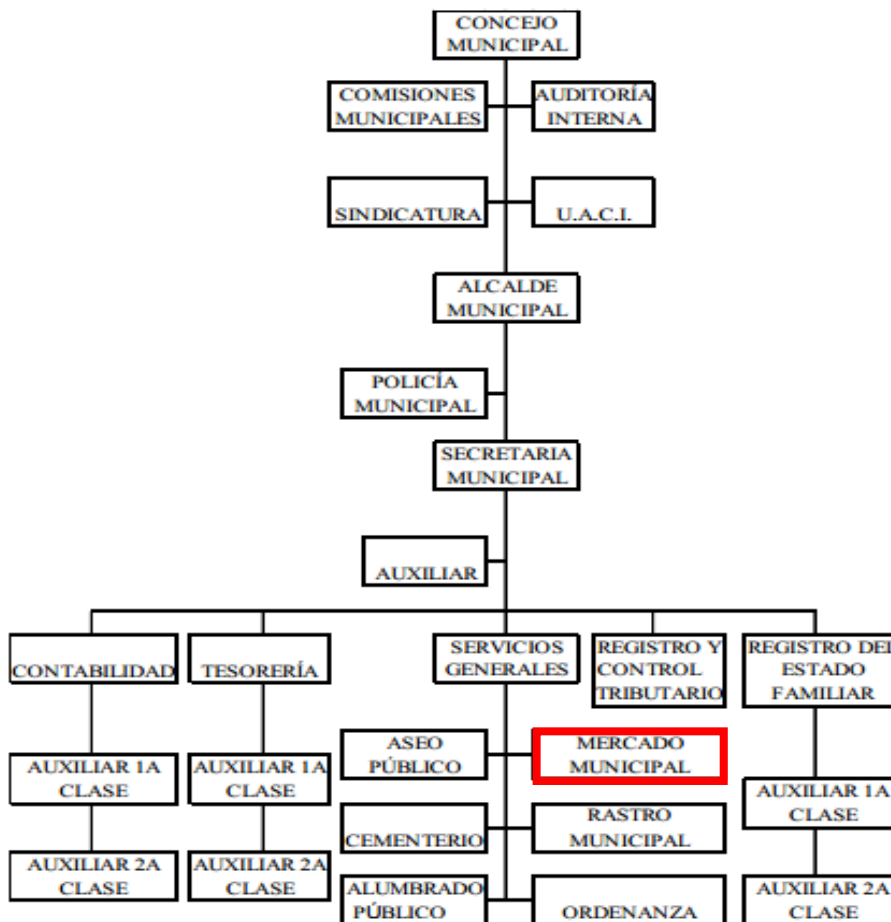 CONCEJO
MUNICIPAL
COMISIONES
MUNICIPALES
AUDITORÍA
INTERNA
SINDICATURA
U.A.C.I.
ALCALDE
MUNICIPAL
POLICÍA
MUNICIPAL
SECRETARIA
MUNICIPAL
AUXILIAR
CONTABILIDAD
TESORERÍA
SERVICIOS
GENERALES
REGISTRO Y
CONTROL
TRIBUTARIO
REGISTRO DEL
ESTADO
FAMILIAR
ASEO
PÚBLICO
MERCADO
MUNICIPAL
AUXILIAR 1A
CLASE
AUXILIAR 1A
CLASE
AUXILIAR 1A
CLASE
CEMENTERIO
RASTRO
MUNICIPAL
AUXILIAR 2A
CLASE
AUXILIAR 2A
CLASE
ALUMBRADO
PÚBLICO
ORDENANZA
AUXILIAR 2A
CLASE